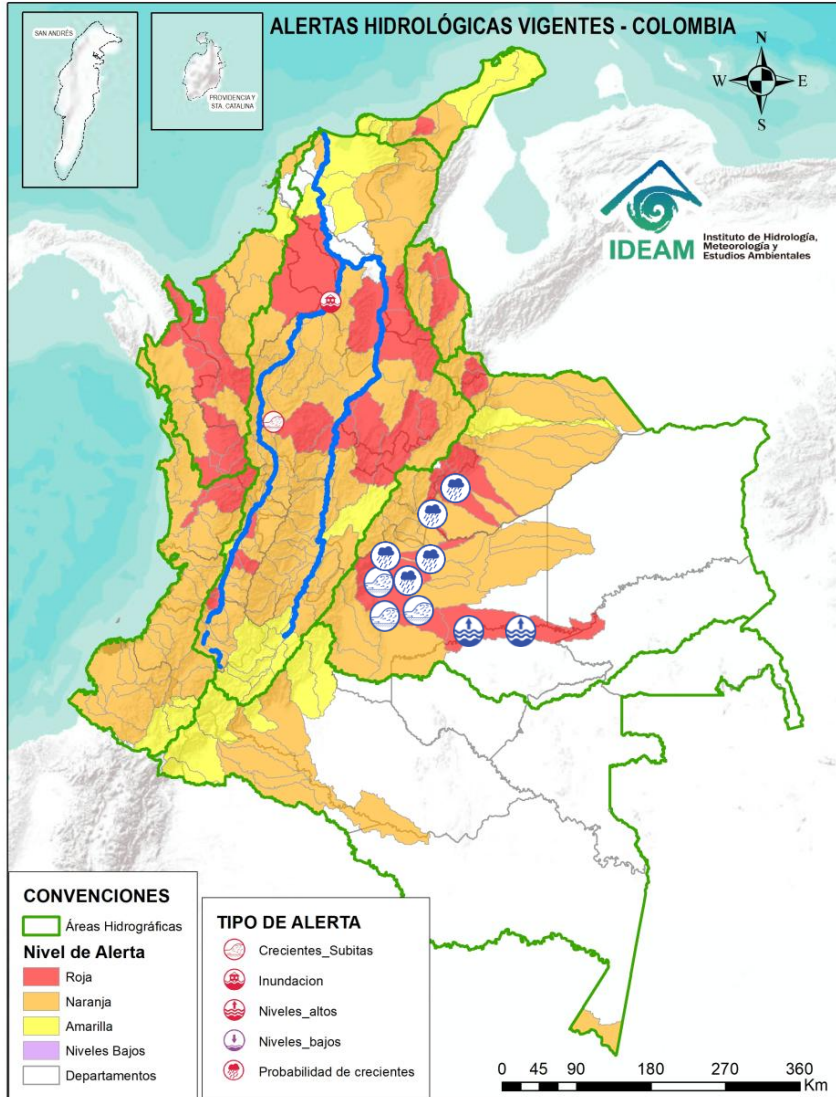 ALERTAS HIDROLÓGICAS VIGENTES - COLOMBIA
SAN ANDRÉS
PROVIDENCIA Y
STA. CATALINA
N
W
E
S
IDEAM
Instituto de Hidrología,
Meteorología y
Estudios Ambientales
CONVENCIONES
Áreas Hidrográficas
Nivel de Alerta
Roja
Naranja
Amarilla
Niveles Bajos
Departamentos
TIPO DE ALERTA
Crecientes_Subitas
Inundacion
Niveles_altos
Niveles_bajos
Probabilidad de crecientes
0 45 90 180 270 360
Km